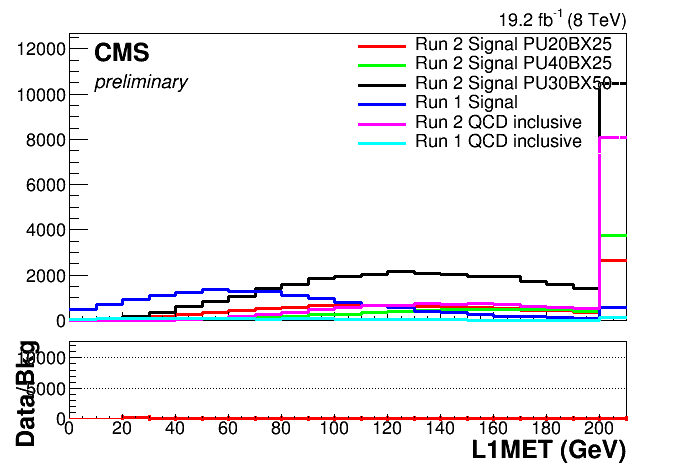 19.2 fb⁻¹ (8 TeV)
CMS
preliminary
Run 2 Signal PU20BX25
Run 2 Signal PU40BX25
Run 2 Signal PU30BX50
Run 1 Signal
Run 2 QCD inclusive
Run 1 QCD inclusive
12000
10000
8000
6000
4000
2000
0
Data/Bkg
5000
0
0 20 40 60 80 100 120 140 160 180 200
L1MET (GeV)